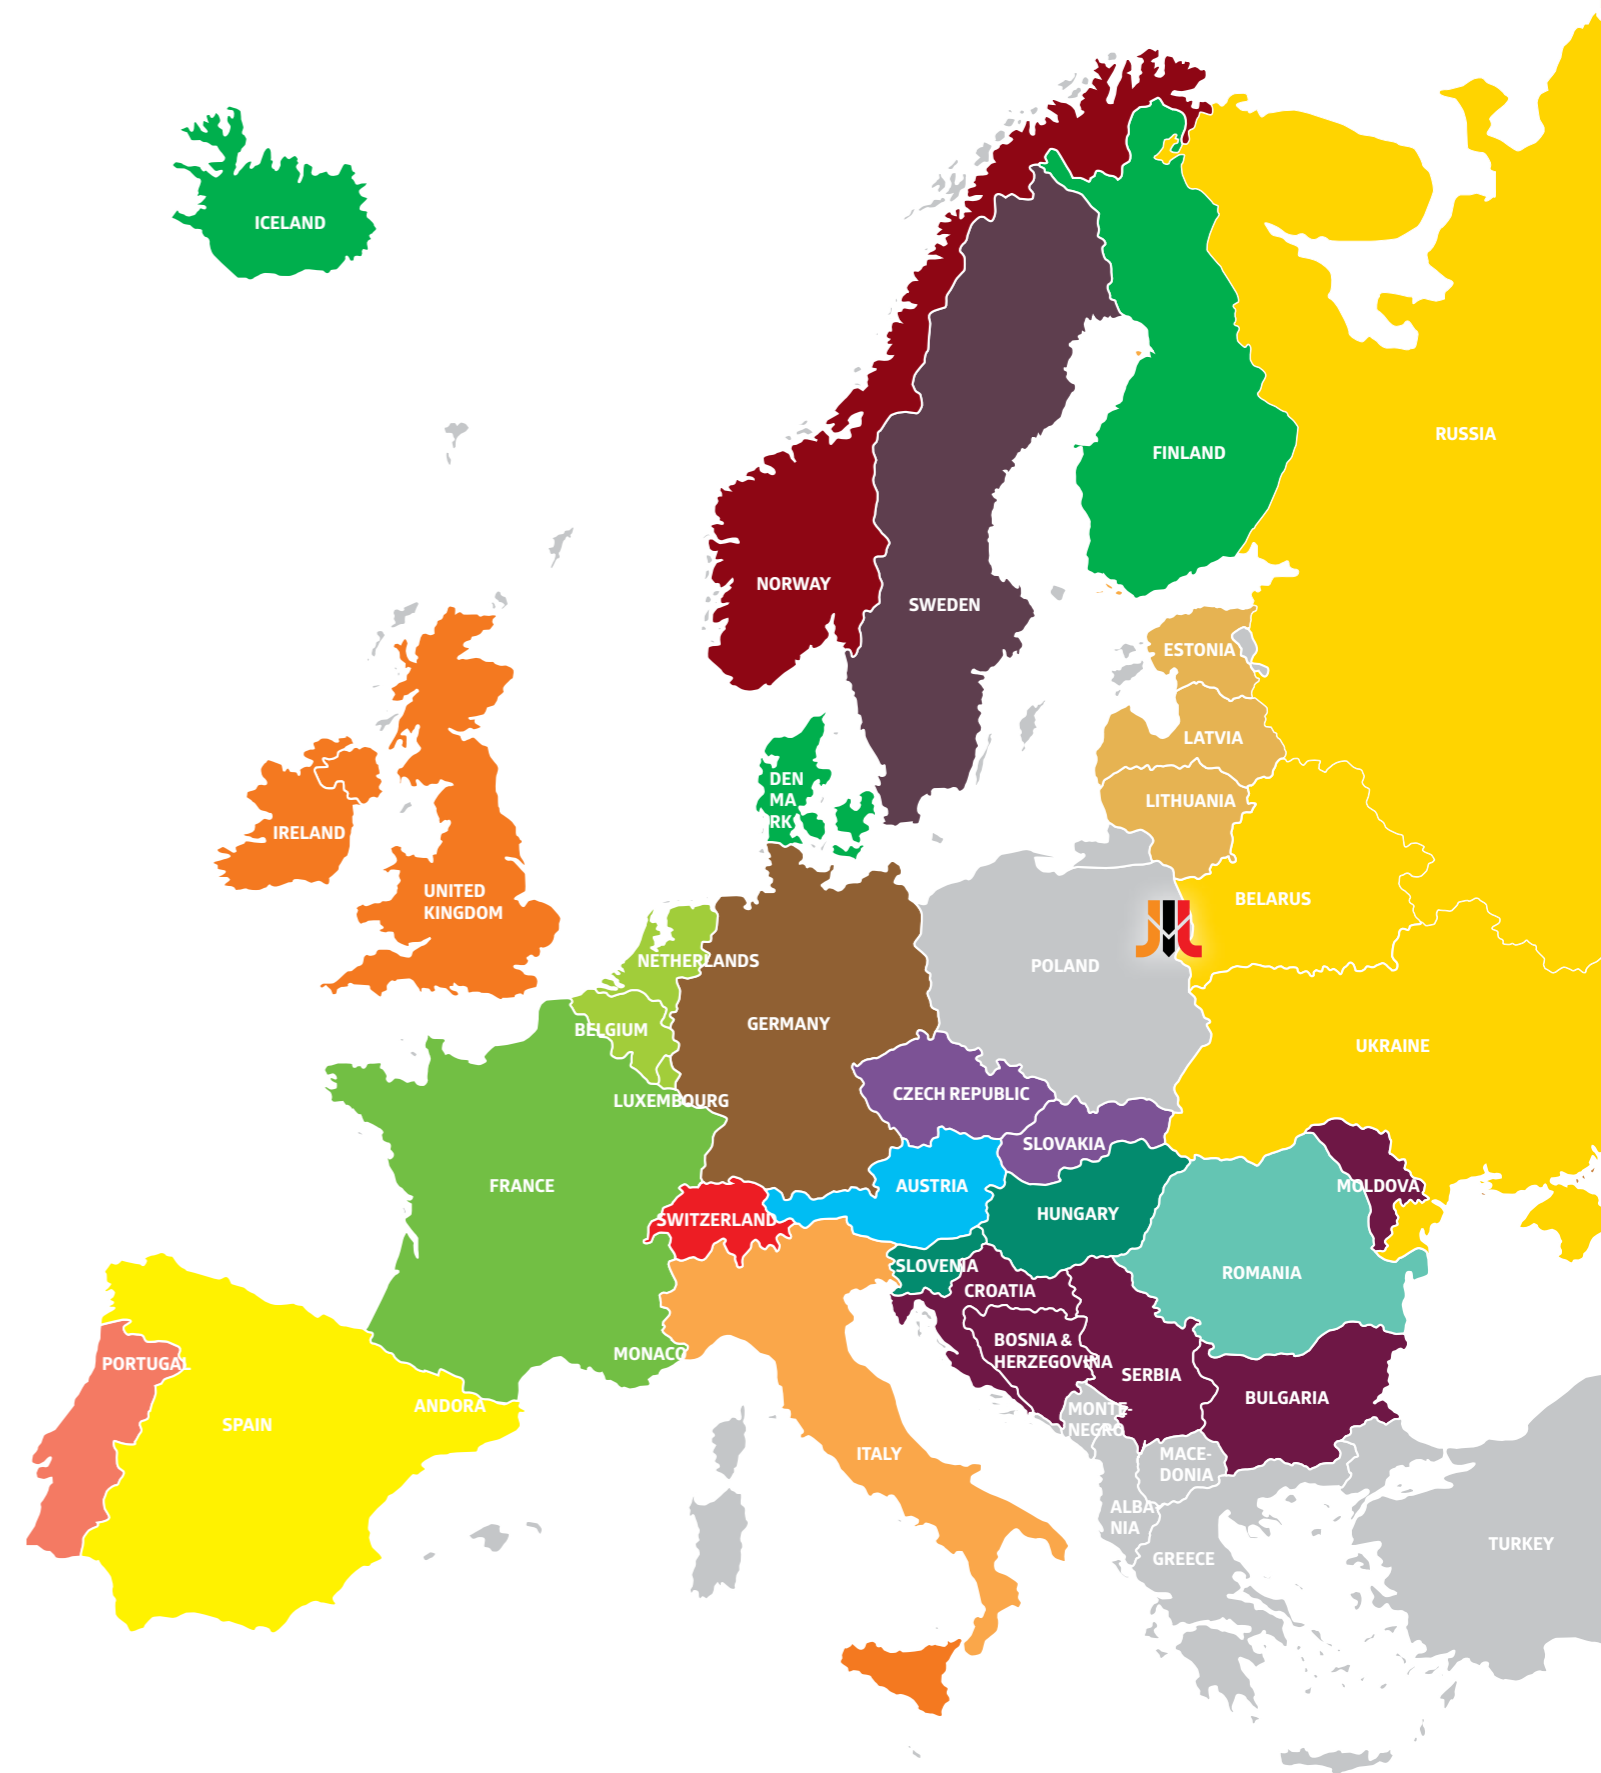 ICELAND
RUSSIA
FINLAND
NORWAY
SWEDEN
ESTONIA
LATVIA
LITHUANIA
DEN
MA
RK
IRELAND
UNITED
KINGDOM
BELARUS
NETHERLANDS
POLAND
GERMANY
BELGIUM
UKRAINE
CZECH REPUBLIC
LUXEMBOURG
SLOVAKIA
FRANCE
AUSTRIA
MOLDOVA
SWITZERLAND
HUNGARY
SLOVENIA
ROMANIA
CROATIA
BOSNIA &
HERZEGOVINA
MONACO
PORTUGAL
SERBIA
BULGARIA
ANDORA
SPAIN
MONTE-
NEGRO
ITALY
MACE-
DONIA
ALBA-
NIA
GREECE
TURKEY